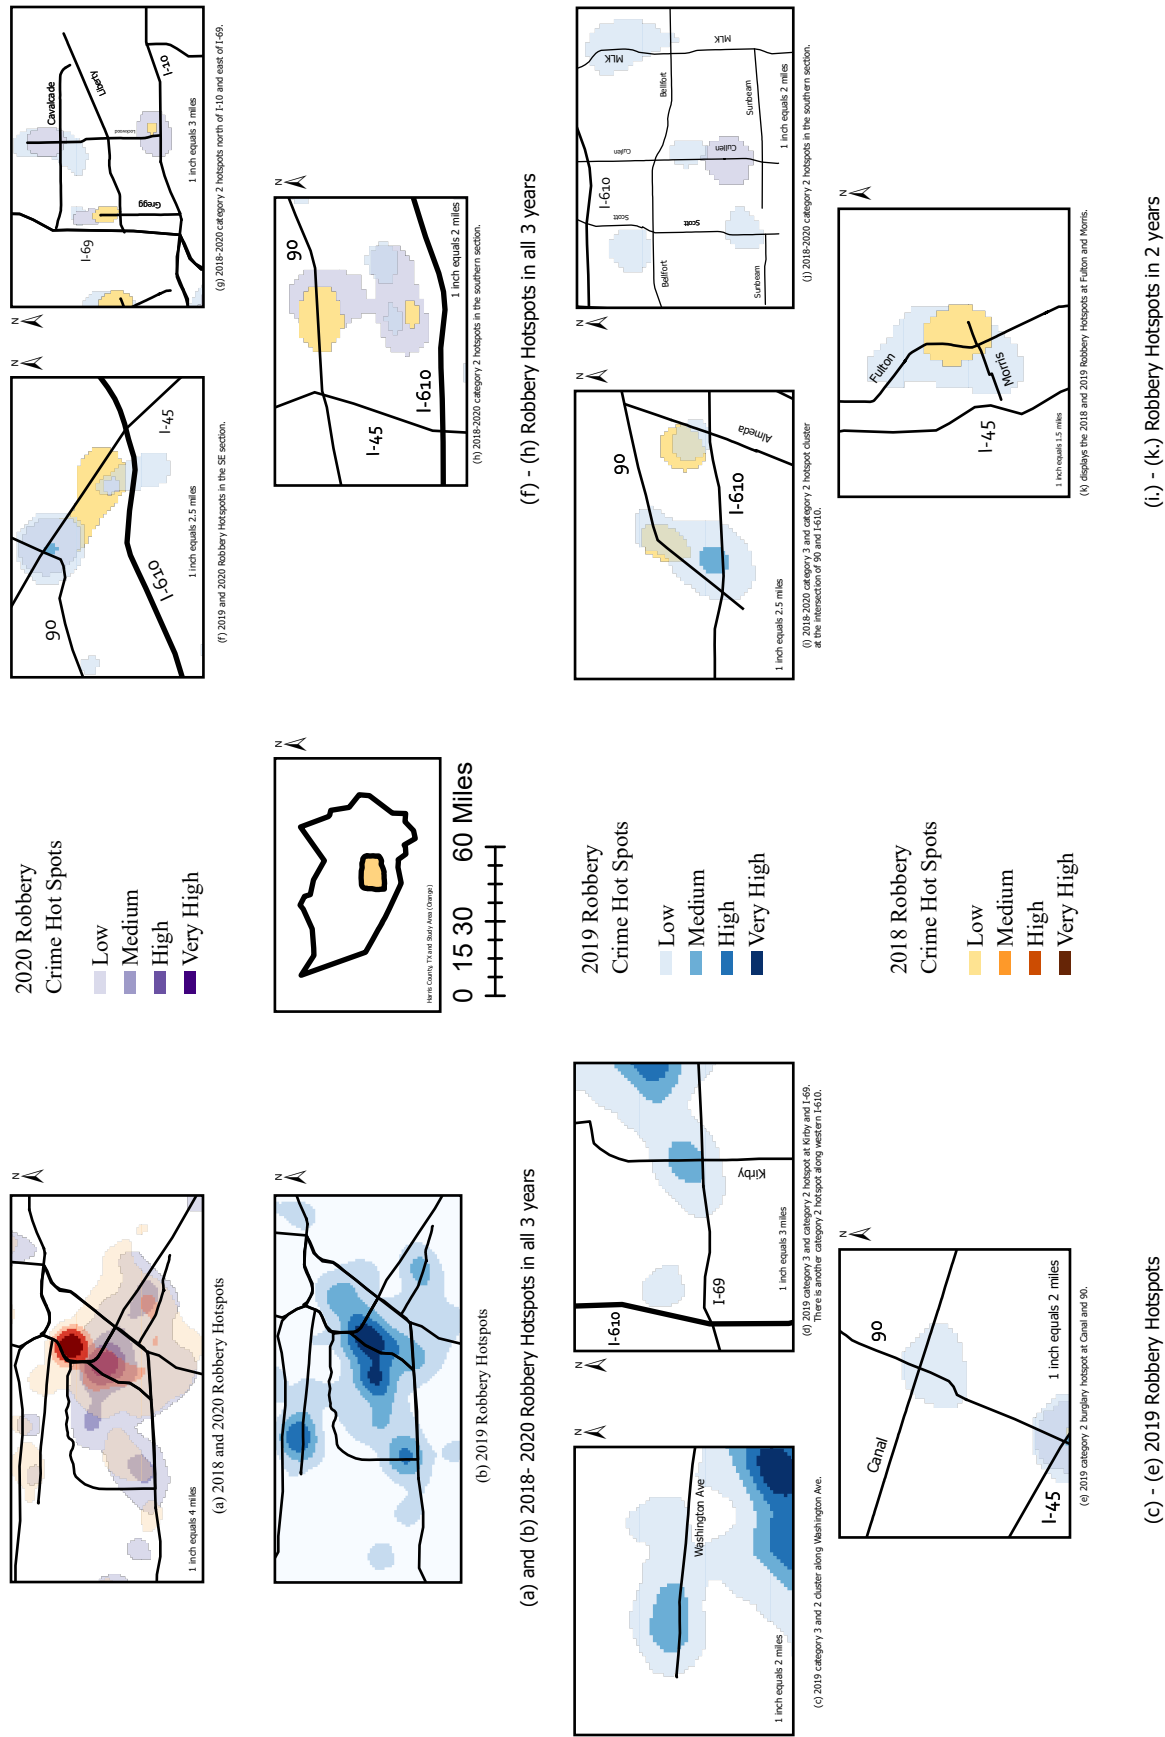 N
1 inch equals 4 miles
(a) 2018 and 2020 Robbery Hotspots
N
(b) 2019 Robbery Hotspots
(a) and (b) 2018- 2020 Robbery Hotspots in all 3 years
2020 Robbery
Crime Hot Spots
Low
Medium
High
Very High
N
Harris County, TX and Study Area (Orange)
0 15 30 60 Miles
N
90
I-45
I-610
1 inch equals 2.5 miles
(f) 2019 and 2020 Robbery Hotspots in the SE section.
N
Cavalcade
Liberty
I-10
Lockwood
Gregg
I-69
1 inch equals 3 miles
(g) 2018-2020 category 2 hotspots north of I-10 and east of I-69.
N
90
I-45
I-610
1 inch equals 2 miles
(h) 2018-2020 category 2 hotspots in the southern section.
(f) - (h) Robbery Hotspots in all 3 years
N
Washington Ave
1 inch equals 2 miles
(c) 2019 category 3 and 2 cluster along Washington Ave.
N
I-610
I-69
Kirby
1 inch equals 3 miles
(d) 2019 category 3 and category 2 hotspot at Kirby and I-69.
There is another category 2 hotspot along western I-610.
N
Canal
90
I-45
1 inch equals 2 miles
(e) 2019 category 2 burglary hotspot at Canal and 90.
(c) - (e) 2019 Robbery Hotspots
2019 Robbery
Crime Hot Spots
Low
Medium
High
Very High
2018 Robbery
Crime Hot Spots
Low
Medium
High
Very High
N
90
I-610
Almeda
1 inch equals 2.5 miles
(i) 2018-2020 category 3 and category 2 hotspot cluster
at the intersection of 90 and I-610.
N
MLK
MLK
I-610
Cullen
Cullen
Scott
Scott
Bellfort
Bellfort
Sunbeam
Sunbeam
1 inch equals 2 miles
(j) 2018-2020 category 2 hotspots in the southern section.
N
Fulton
Morris
I-45
1 inch equals 1.5 miles
(k) displays the 2018 and 2019 Robbery Hotspots at Fulton and Morris.
(i.) - (k.) Robbery Hotspots in 2 years